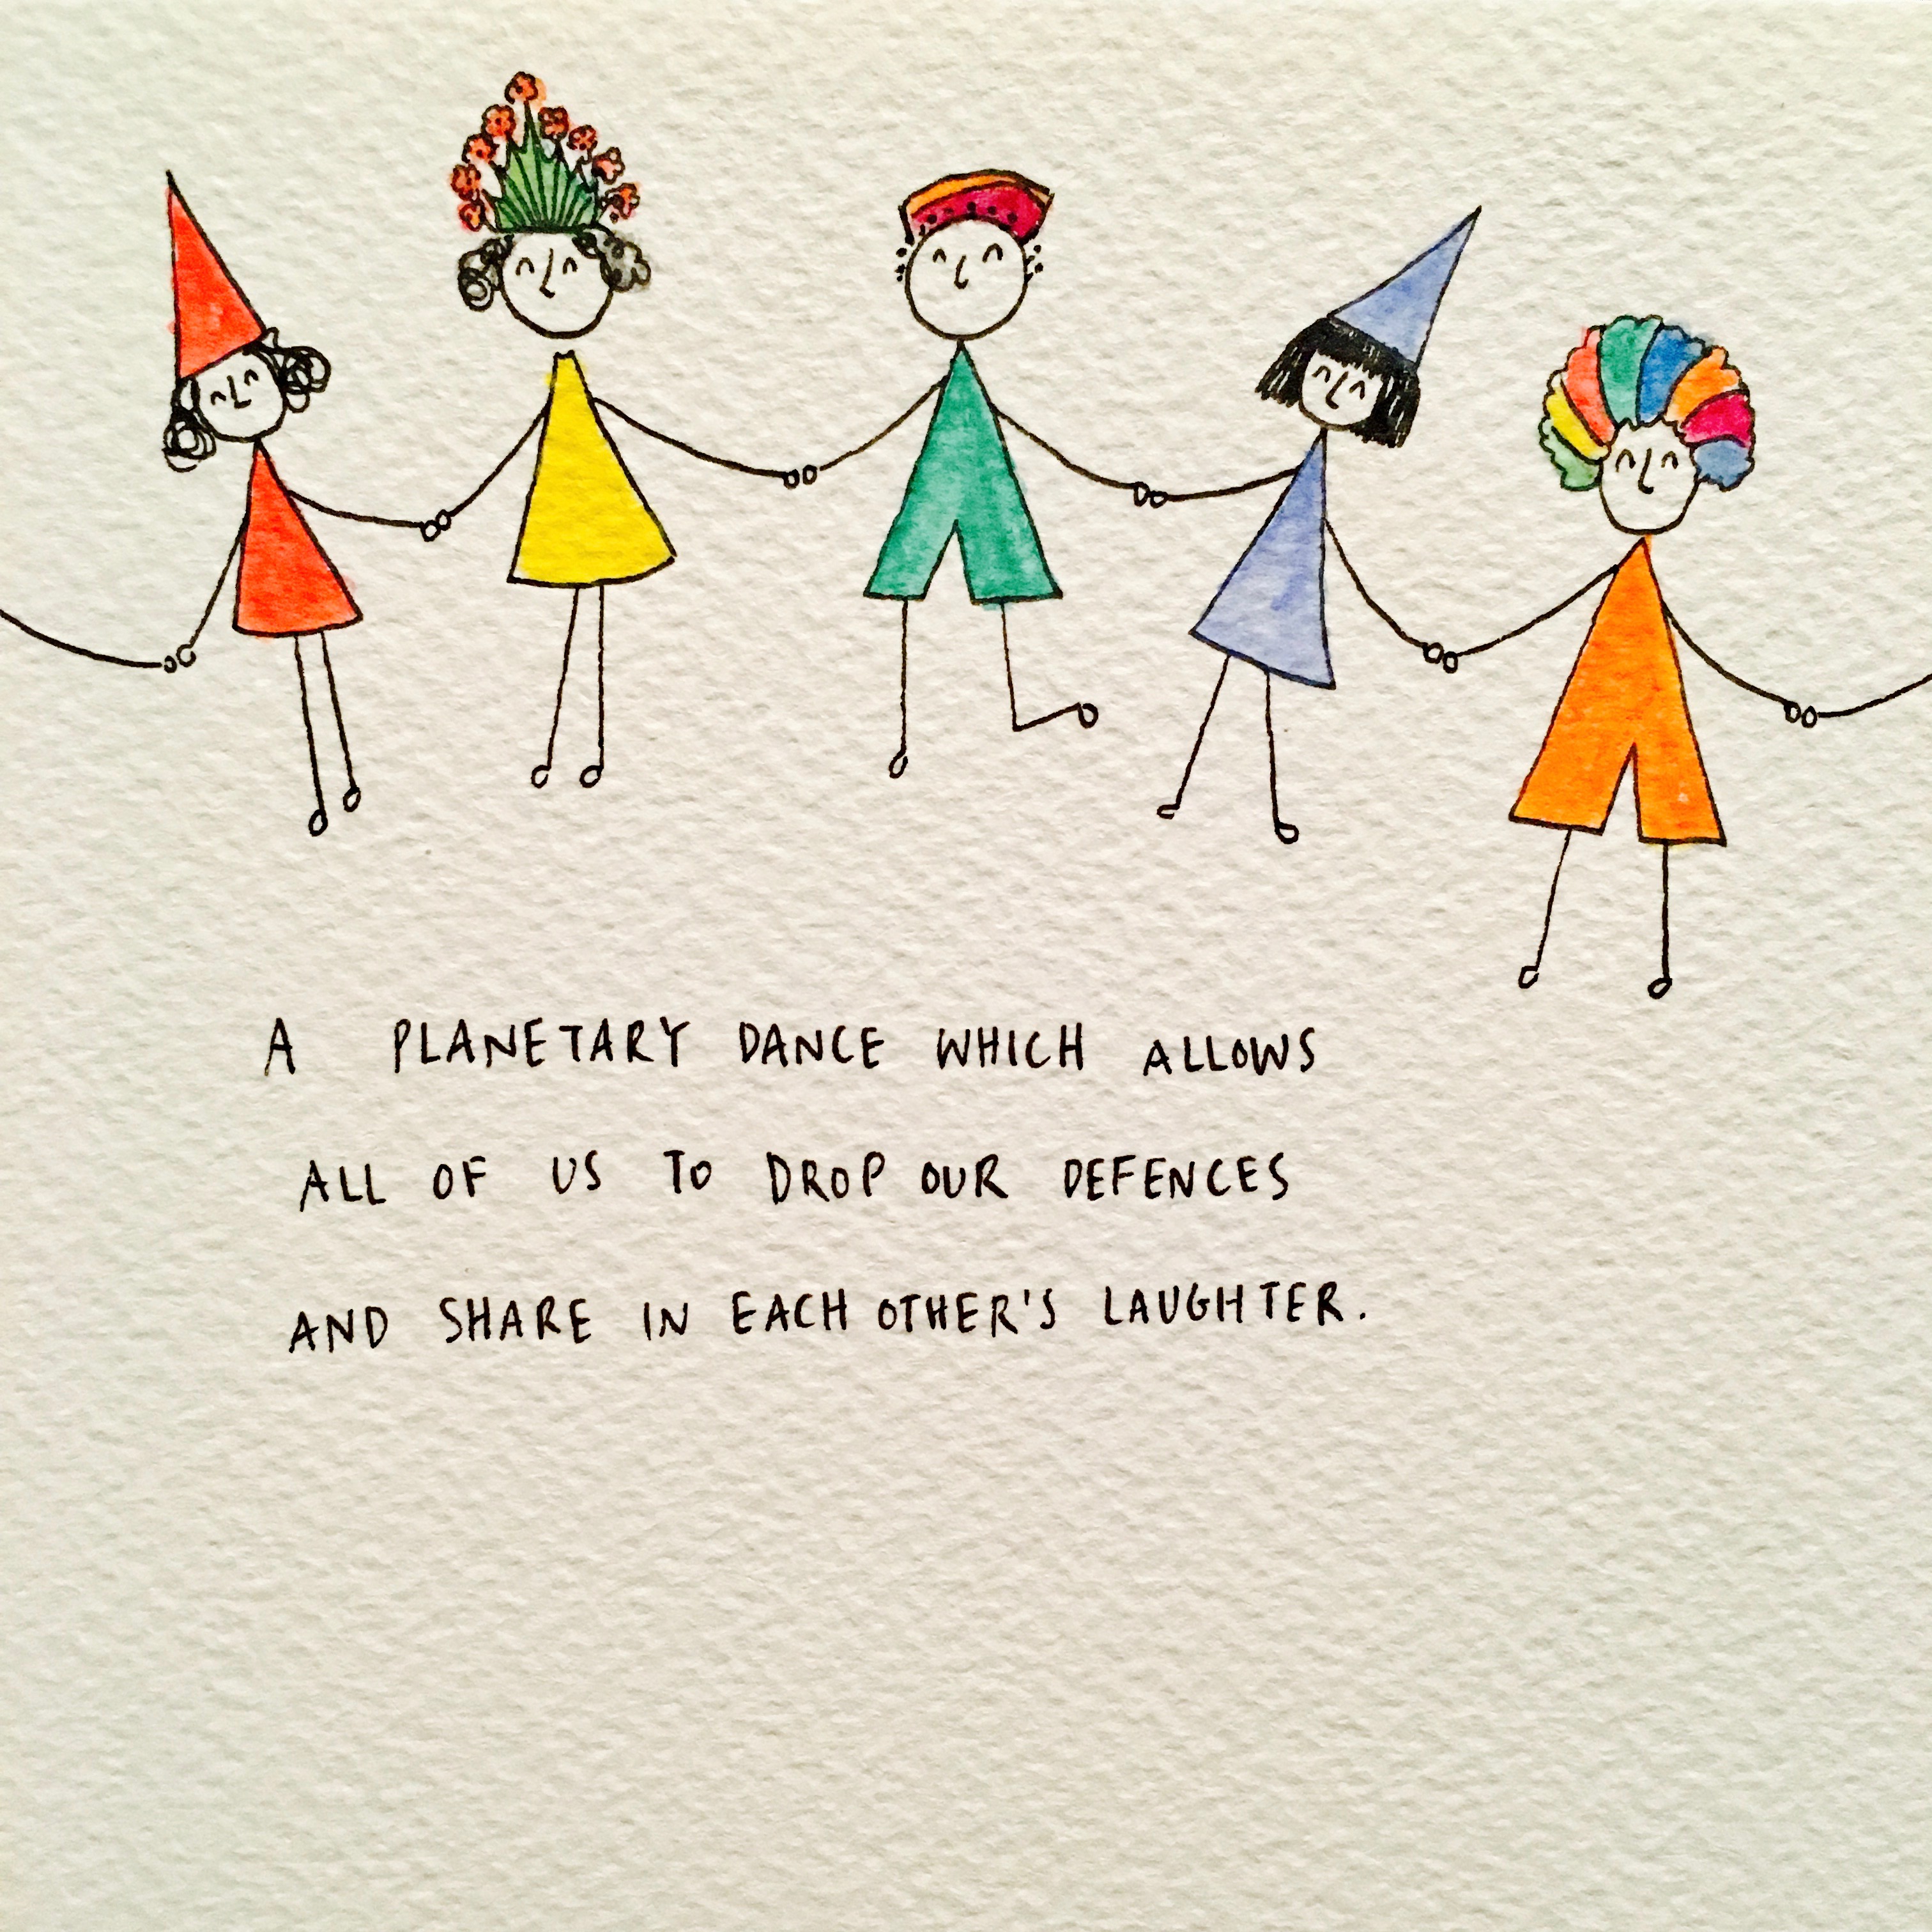 A PLANETARY DANCE WHICH ALLOWS
ALL OF US TO DROP OUR DEFENCES
AND SHARE IN EACH OTHER'S LAUGHTER.